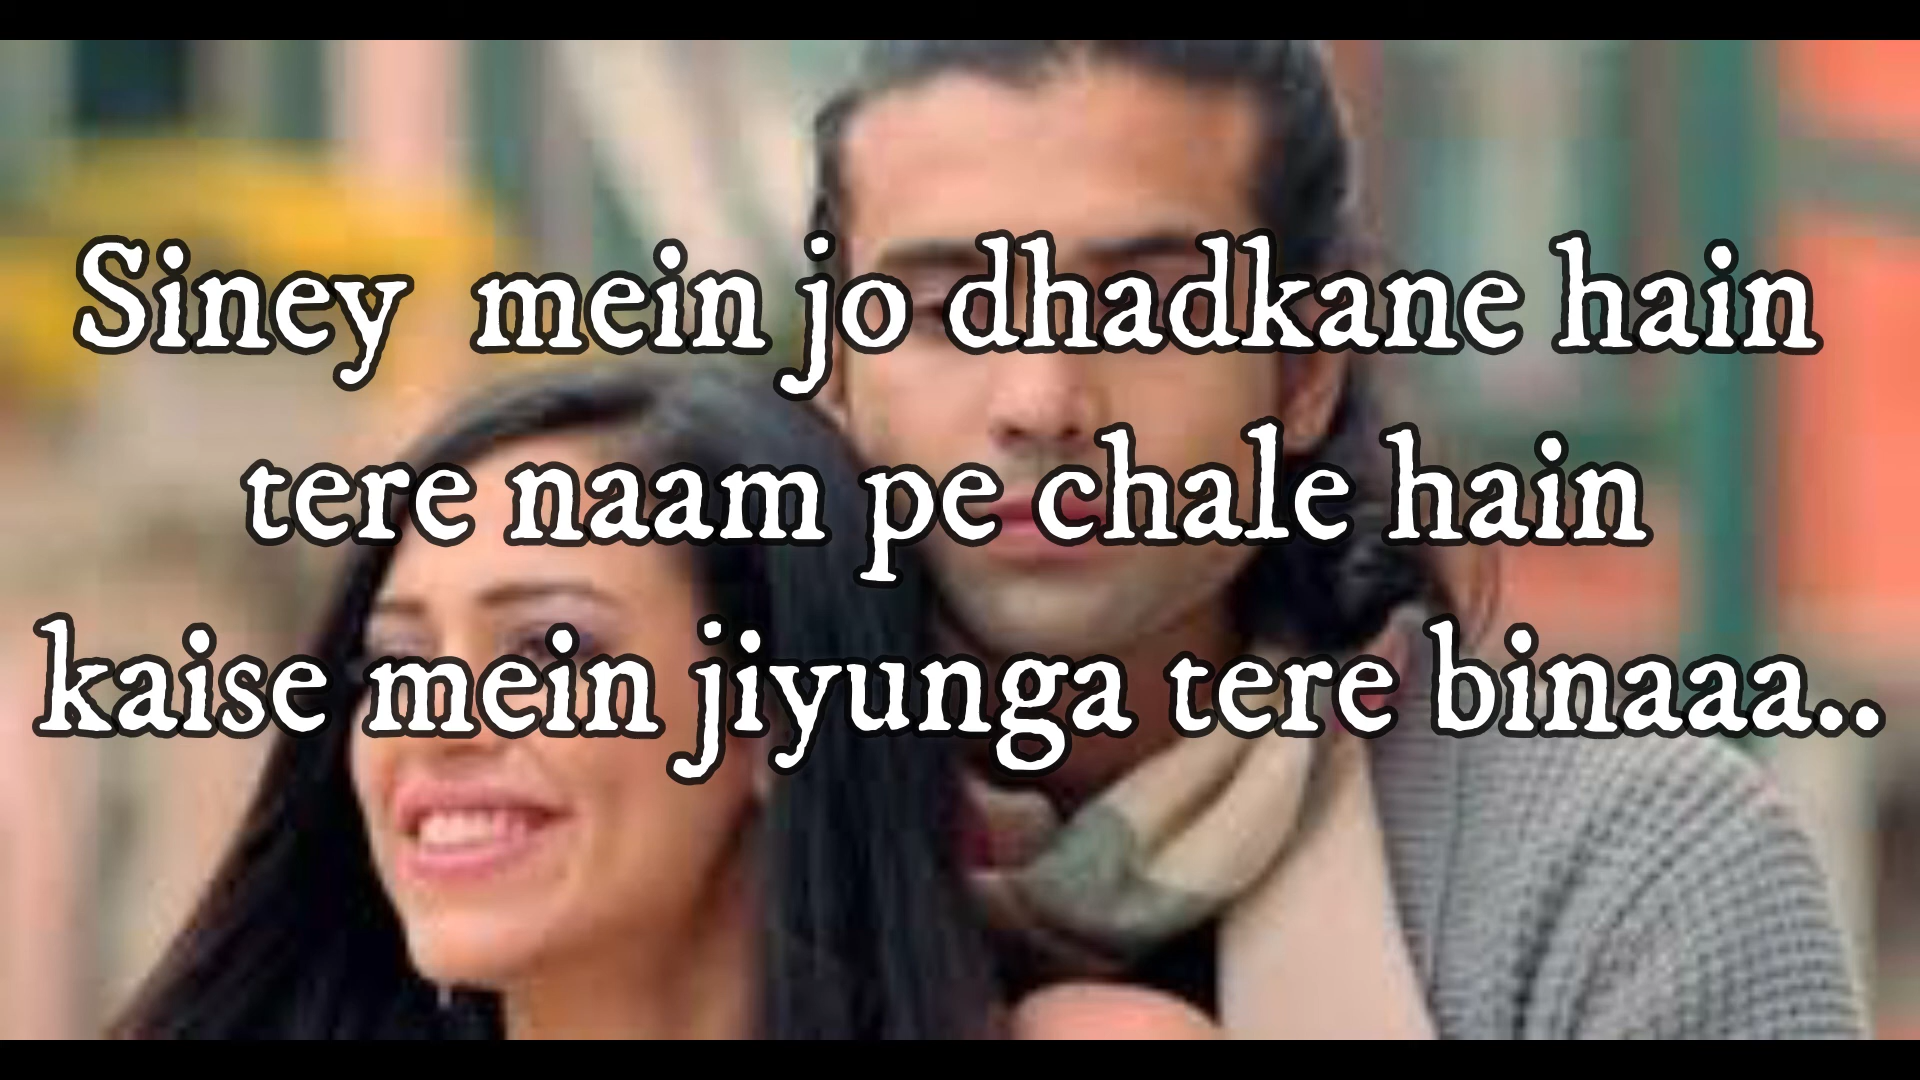 Siney mein jo dhadkane hain
tere naam pe chale hain
kaise mein jiyunga tere binaaa..